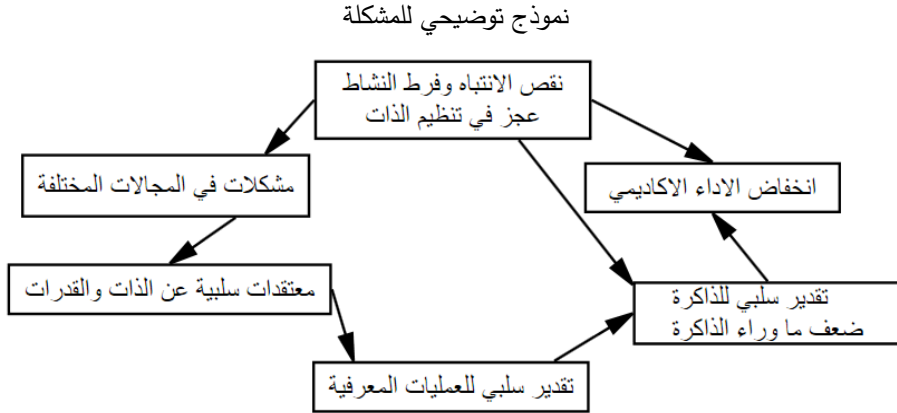 نموذج توضيحي للمشكلة
نقص الانتباه وفرط النشاط
عجز في تنظيم الذات
مشكلات في المجالات المختلفة
انخفاض الاداء الاكاديمي
معتقدات سلبية عن الذات والقدرات
تقدير سلبي للذاكرة
ضعف ما وراء الذاكرة
تقدير سلبي للعمليات المعرفية